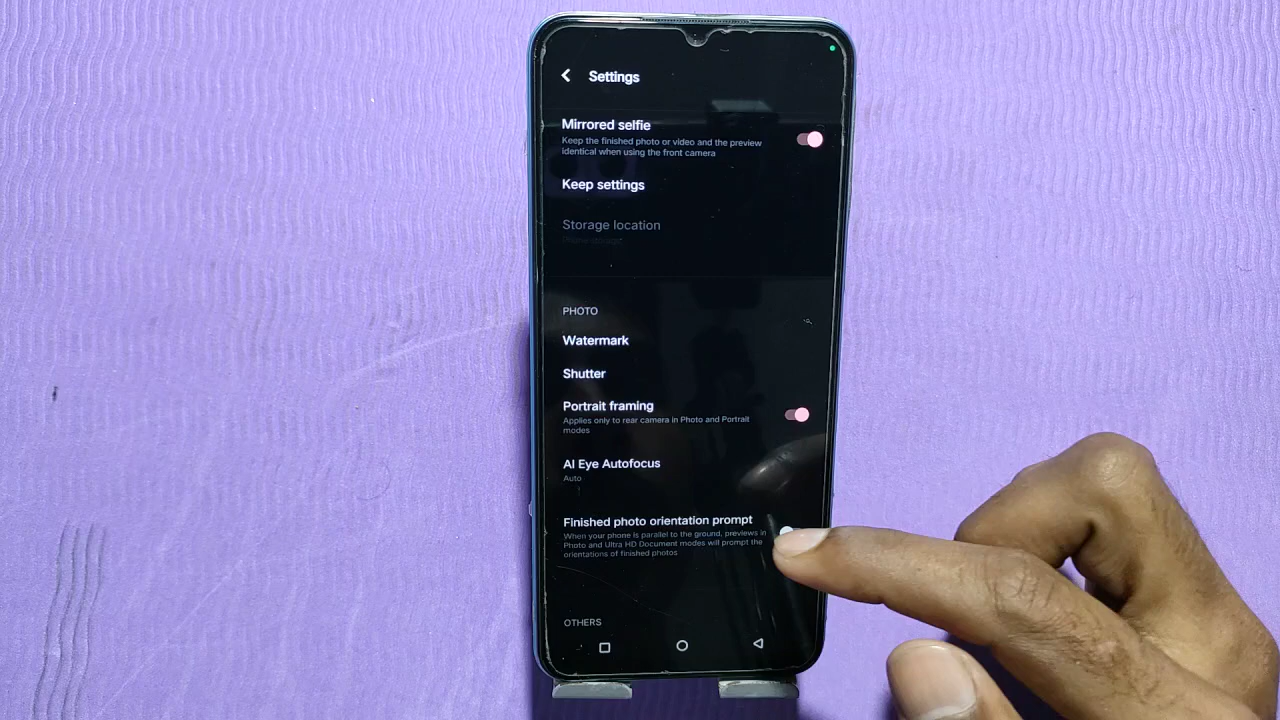 Settings
Mirrored selfie
Keep the finished photo or video and the preview
identical when using the front camera
Keep settings
Storage location
Phone storage
PHOTO
Watermark
Shutter
Portrait framing
Applies only to rear camera in Photo and Portrait
modes
AI Eye Autofocus
Auto
Finished photo orientation prompt
When your phone is parallel to the ground, previews in
Photo and Ultra HD Document modes will prompt the
orientations of finished photos
OTHERS